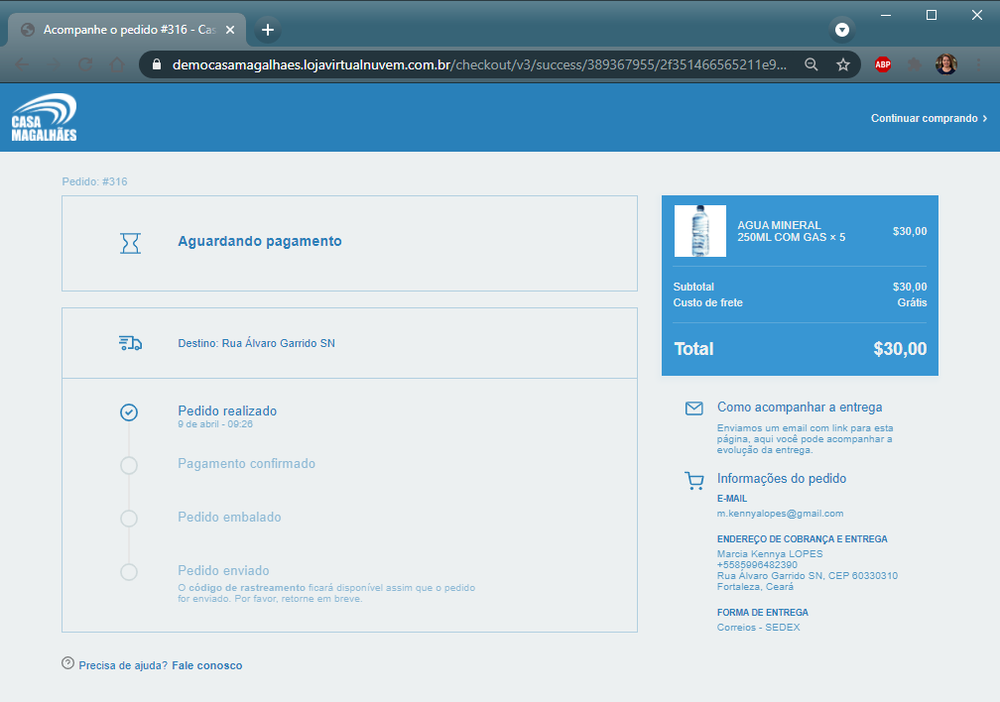 Acompanhe o pedido #316 - Cas
democasamagalhaes.lojavirtualnuvem.com.br/checkout/v3/success/389367955/2f351466565211e9...
ABP
CASA
MAGALHÃES
Continuar comprando >
Pedido: #316
Aguardando pagamento
Destino: Rua Álvaro Garrido SN
Pedido realizado
9 de abril - 09:26
Pagamento confirmado
Pedido embalado
Pedido enviado
O código de rastreamento ficará disponível assim que o pedido
for enviado. Por favor, retorne em breve.
Precisa de ajuda? Fale conosco
AGUA MINERAL
250ML COM GAS × 5 $30,00
Subtotal $30,00
Custo de frete Grátis
Total $30,00
Como acompanhar a entrega
Enviamos um email com link para esta
página, aqui você pode acompanhar a
evolução da entrega.
Informações do pedido
E-MAIL
m.kennyalopes@gmail.com
ENDEREÇO DE COBRANÇA E ENTREGA
Marcia Kennya LOPES
+5585996482390
Rua Álvaro Garrido SN, CEP 60330310
Fortaleza, Ceará
FORMA DE ENTREGA
Correios - SEDEX